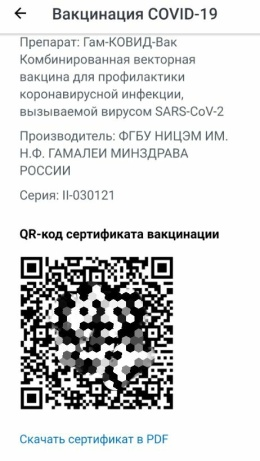 Вакцинация COVID-19
Препарат: Гам-КОВИД-Вак
Комбинированная векторная
вакцина для профилактики
коронавирусной инфекции,
вызываемой вирусом SARS-CoV-2
Производитель: ФГБУ НИЦЭМ ИМ.
Н.Ф. ГАМАЛЕИ МИНЗДРАВА
РОССИИ
Серия: II-030121
QR-код сертификата вакцинации
Скачать сертификат в PDF